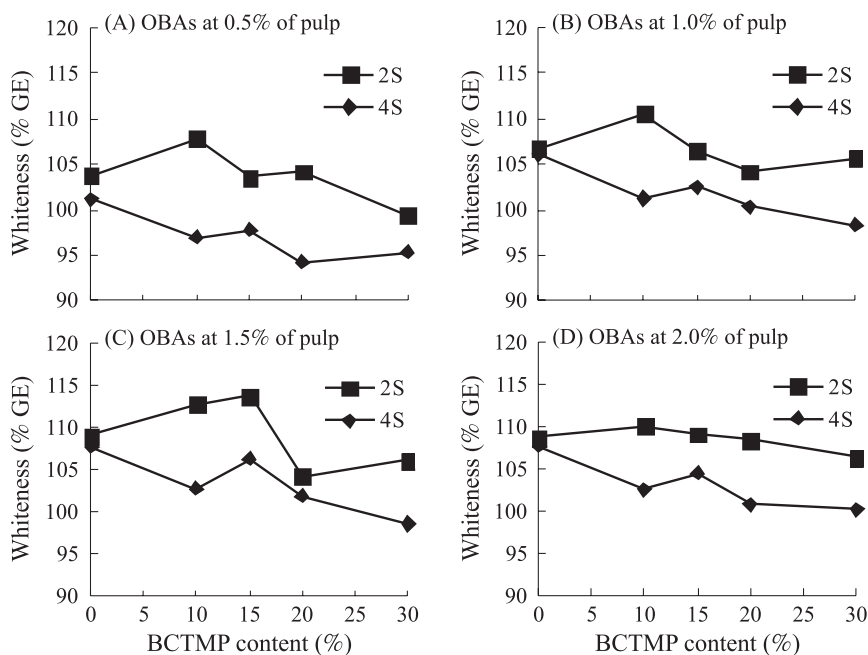 (A) OBAs at 0.5% of pulp
120
115
110
105
100
95
90
Whiteness (% GE)
2S
4S
(B) OBAs at 1.0% of pulp
120
115
110
105
100
95
90
Whiteness (% GE)
2S
4S
(C) OBAs at 1.5% of pulp
120
115
110
105
100
95
90
Whiteness (% GE)
2S
4S
0 5 10 15 20 25 30
BCTMP content (%)
(D) OBAs at 2.0% of pulp
120
115
110
105
100
95
90
Whiteness (% GE)
2S
4S
0 5 10 15 20 25 30
BCTMP content (%)